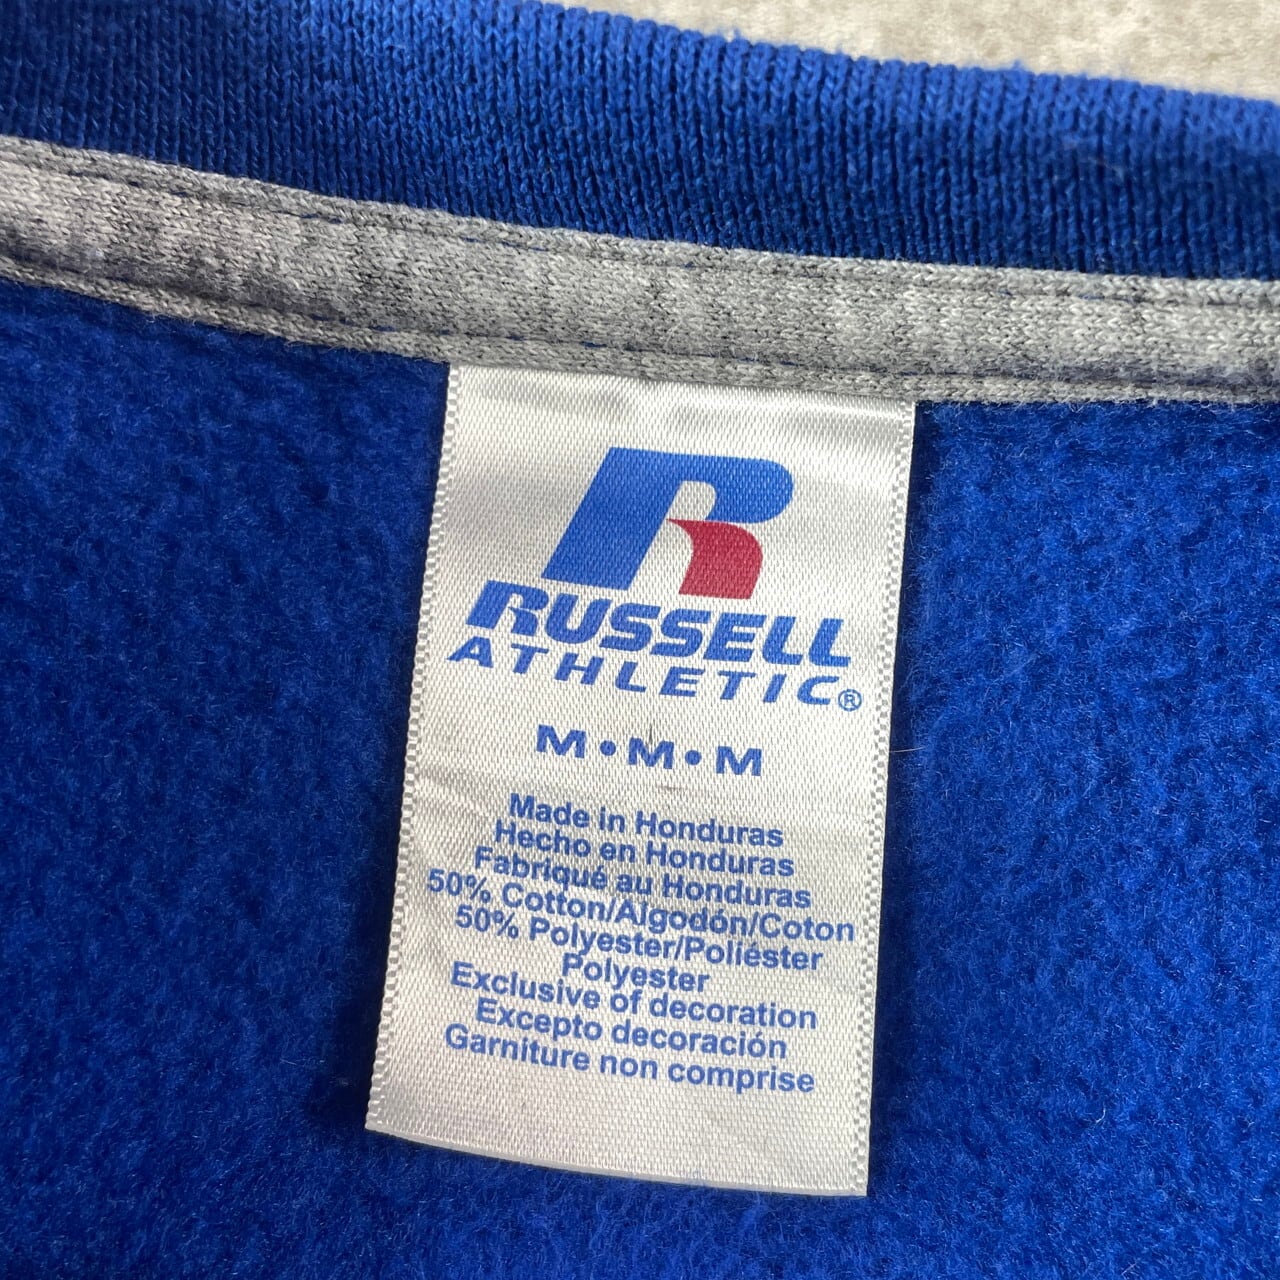 R
RUSSELL
ATHLETIC®
M•M•M
Made in Honduras
Hecho en Honduras
Fabriqué au Honduras
50% Cotton/Algodón/Coton
50% Polyester/Poliéster
Polyester
Exclusive of decoration
Excepto decoración
Garniture non comprise